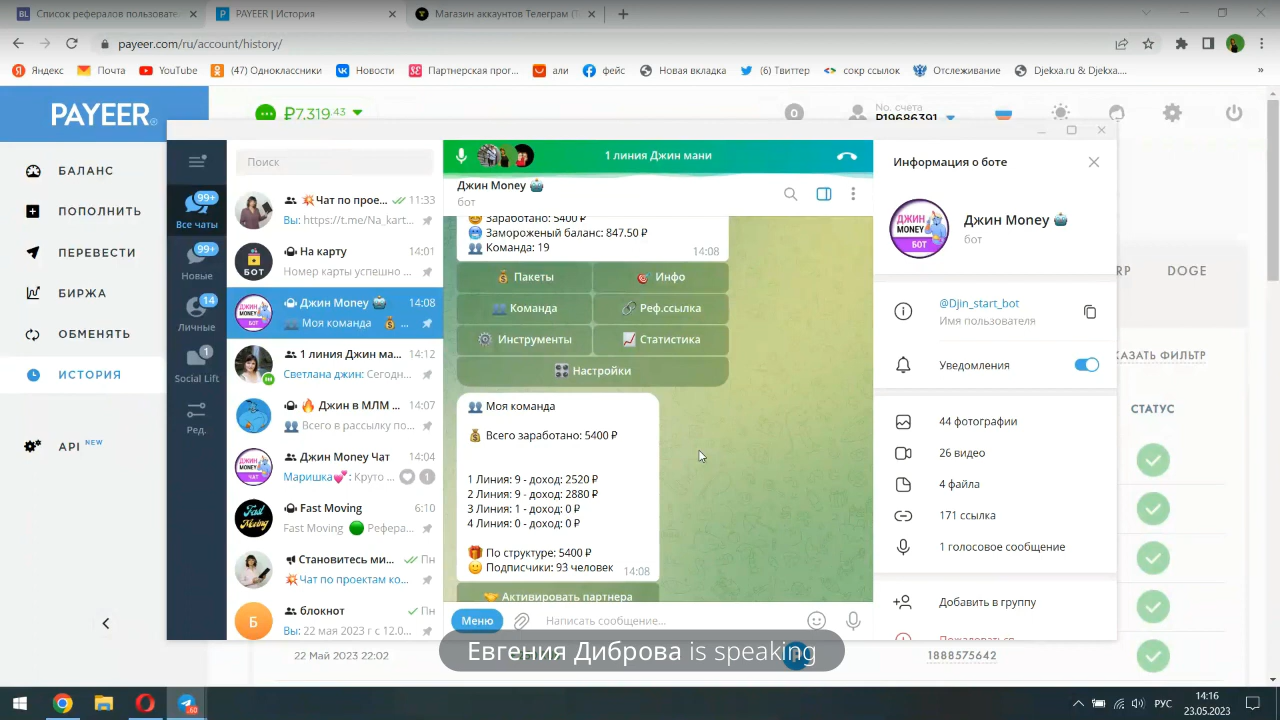 Список рефералов пользовате
PAYEER | История
Магазин аккаунтов Телеграм (T
payeer.com/ru/account/history/
Яндекс
Почта
YouTube
(47) Одноклассники
Новости
Партнерская прог...
али
фейс
Новая вкладка
(6) Твиттер
сокр ссылок
Отслеживание
Djekxa.ru & Djekxa....
»
PAYEER
₽7,319.43
0
No. счета
P19686391
БАЛАНС
ПОПОЛНИТЬ
ПЕРЕВЕСТИ
БИРЖА
ОБМЕНЯТЬ
ИСТОРИЯ
API NEW
99+
Все чаты
99+
Новые
14
Личные
1
Social Lift
Ред.
Поиск
💥Чат по прое... 11:33
Вы: https://t.me/Na_kart...
На карту 14:01
Номер карты успешно ...
Джин Money 14:08
Моя команда ...
1 линия Джин ма... 14:12
Светлана джин: Сегод...
🔥 Джин в МЛМ ... 14:07
Всего в рассылку по...
Джин Money Чат 14:04
Маришка💕: Круто 1
Fast Moving 6:10
Fast Moving 🟢 Рефера...
Становитесь ми... Пн
💥Чат по проектам ко...
блокнот Пн
Вы: 22 мая 2023 г с 12.0...
1 линия Джин мани
Джин Money
бот
Заработано: 5400 ₽
Замороженый баланс: 847.50 ₽
Команда: 19
14:08
Пакеты
Инфо
Команда
Реф.ссылка
Инструменты
Статистика
Настройки
Моя команда
Всего заработано: 5400 ₽
1 Линия: 9 - доход: 2520 ₽
2 Линия: 9 - доход: 2880 ₽
3 Линия: 1 - доход: 0 ₽
4 Линия: 0 - доход: 0 ₽
По структуре: 5400 ₽
Подписчики: 93 человек
14:08
Активировать партнера
Меню
Написать сообщение...
Информация о боте
ДЖИН
MONEY
БОТ
Джин Money
бот
@Djin_start_bot
Имя пользователя
Уведомления
44 фотографии
26 видео
4 файла
171 ссылка
1 голосовое сообщение
Добавить в группу
Пожаловаться
RP
DOGE
КАЗАТЬ ФИЛЬТР
СТАТУС
22 Май 2023 22:02
1888575642
Евгения Диброва is speaking
РУС
14:16
23.05.2023